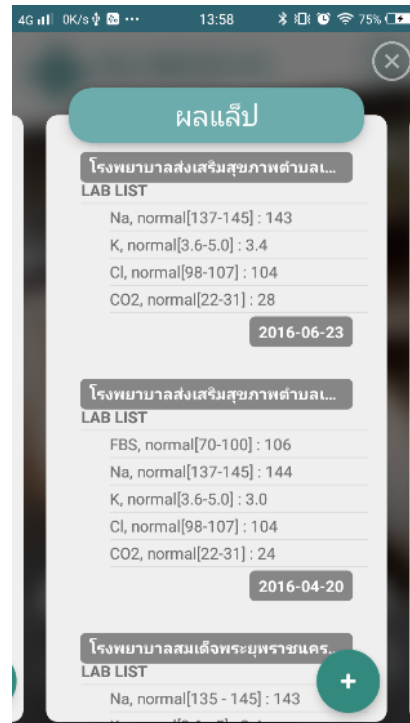 4G 0K/s ... 13:58 75%
ผลแล็ป
โรงพยาบาลส่งเสริมสุขภาพตำบลเ...
LAB LIST
Na, normal[137-145] : 143
K, normal[3.6-5.0] : 3.4
Cl, normal[98-107] : 104
CO2, normal[22-31] : 28
2016-06-23
โรงพยาบาลส่งเสริมสุขภาพตำบลเ...
LAB LIST
FBS, normal[70-100] : 106
Na, normal[137-145] : 144
K, normal[3.6-5.0] : 3.0
Cl, normal[98-107] : 104
CO2, normal[22-31] : 24
2016-04-20
โรงพยาบาลสมเด็จพระยุพราชนคร...
LAB LIST
Na, normal[135 - 145] : 143